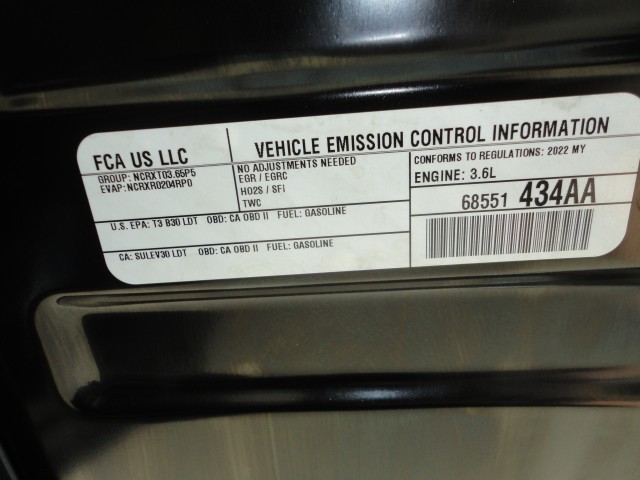 FCA US LLC
GROUP: NCRXT03.65P5
EVAP: NCRXR0204RP0
VEHICLE EMISSION CONTROL INFORMATION
NO ADJUSTMENTS NEEDED
EGR / EGRC
HO2S / SFI
TWC
CONFORMS TO REGULATIONS: 2022 MY
ENGINE: 3.6L
68551 434AA
U.S. EPA: T3 B30 LDT OBD: CA OBD II FUEL: GASOLINE
CA: SULEV30 LDT OBD: CA OBD II FUEL: GASOLINE